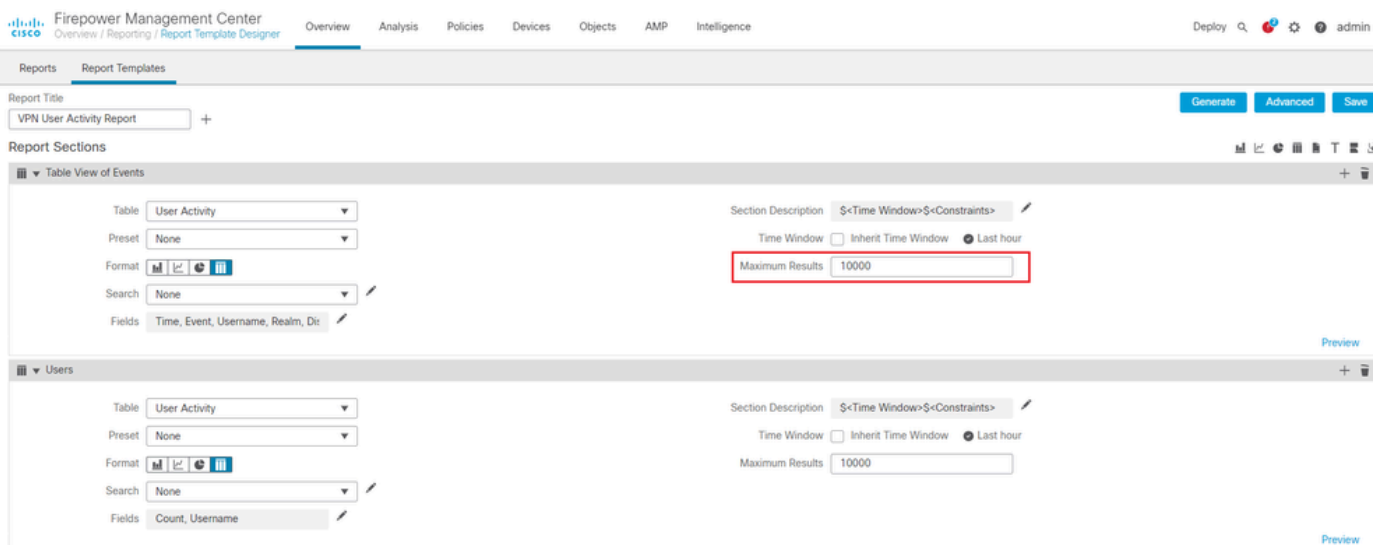 Firepower Management Center
CISCO Overview / Reporting / Report Template Designer
Overview Analysis Policies Devices Objects AMP Intelligence
Deploy admin
Reports Report Templates
Report Title
VPN User Activity Report
Generate Advanced Save
Report Sections
Table View of Events
Table User Activity
Section Description $<Time Window>$<Constraints>
Preset None
Time Window Inherit Time Window Last hour
Format
Maximum Results 10000
Search None
Fields Time, Event, Username, Realm, Dis
Preview
Users
Table User Activity
Section Description $<Time Window>$<Constraints>
Preset None
Time Window Inherit Time Window Last hour
Format
Maximum Results 10000
Search None
Fields Count, Username
Preview